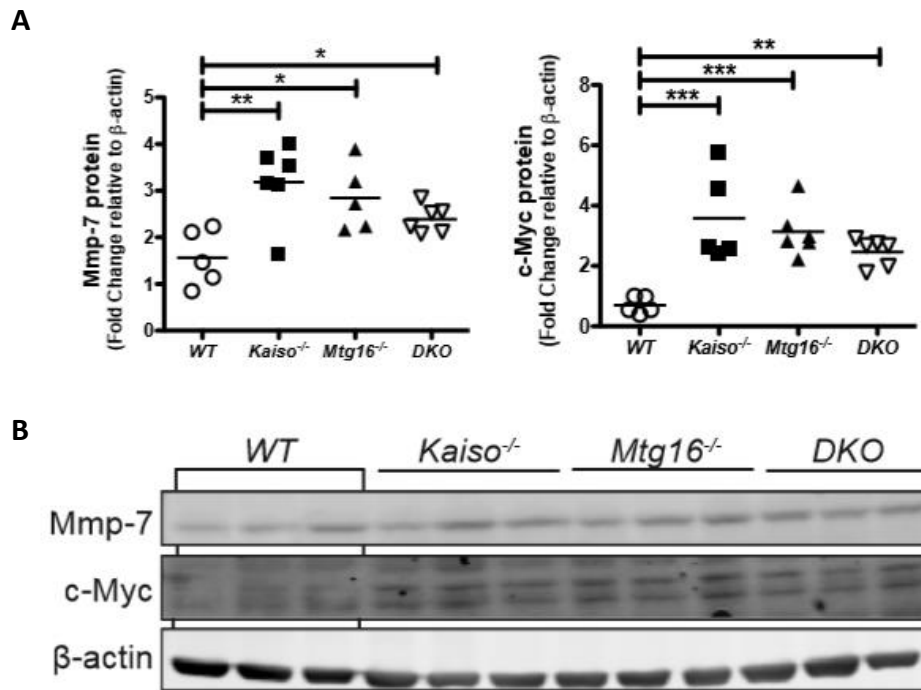 A
Mmp-7 protein
(Fold Change relative to β-actin)
5
4
3
2
1
0
*
*
**
WT Kaiso-/- Mtg16-/- DKO
c-Myc protein
(Fold Change relative to β-actin)
8
6
4
2
0
**
***
***
WT Kaiso-/- Mtg16-/- DKO
B
WT Kaiso-/- Mtg16-/- DKO
Mmp-7
c-Myc
β-actin